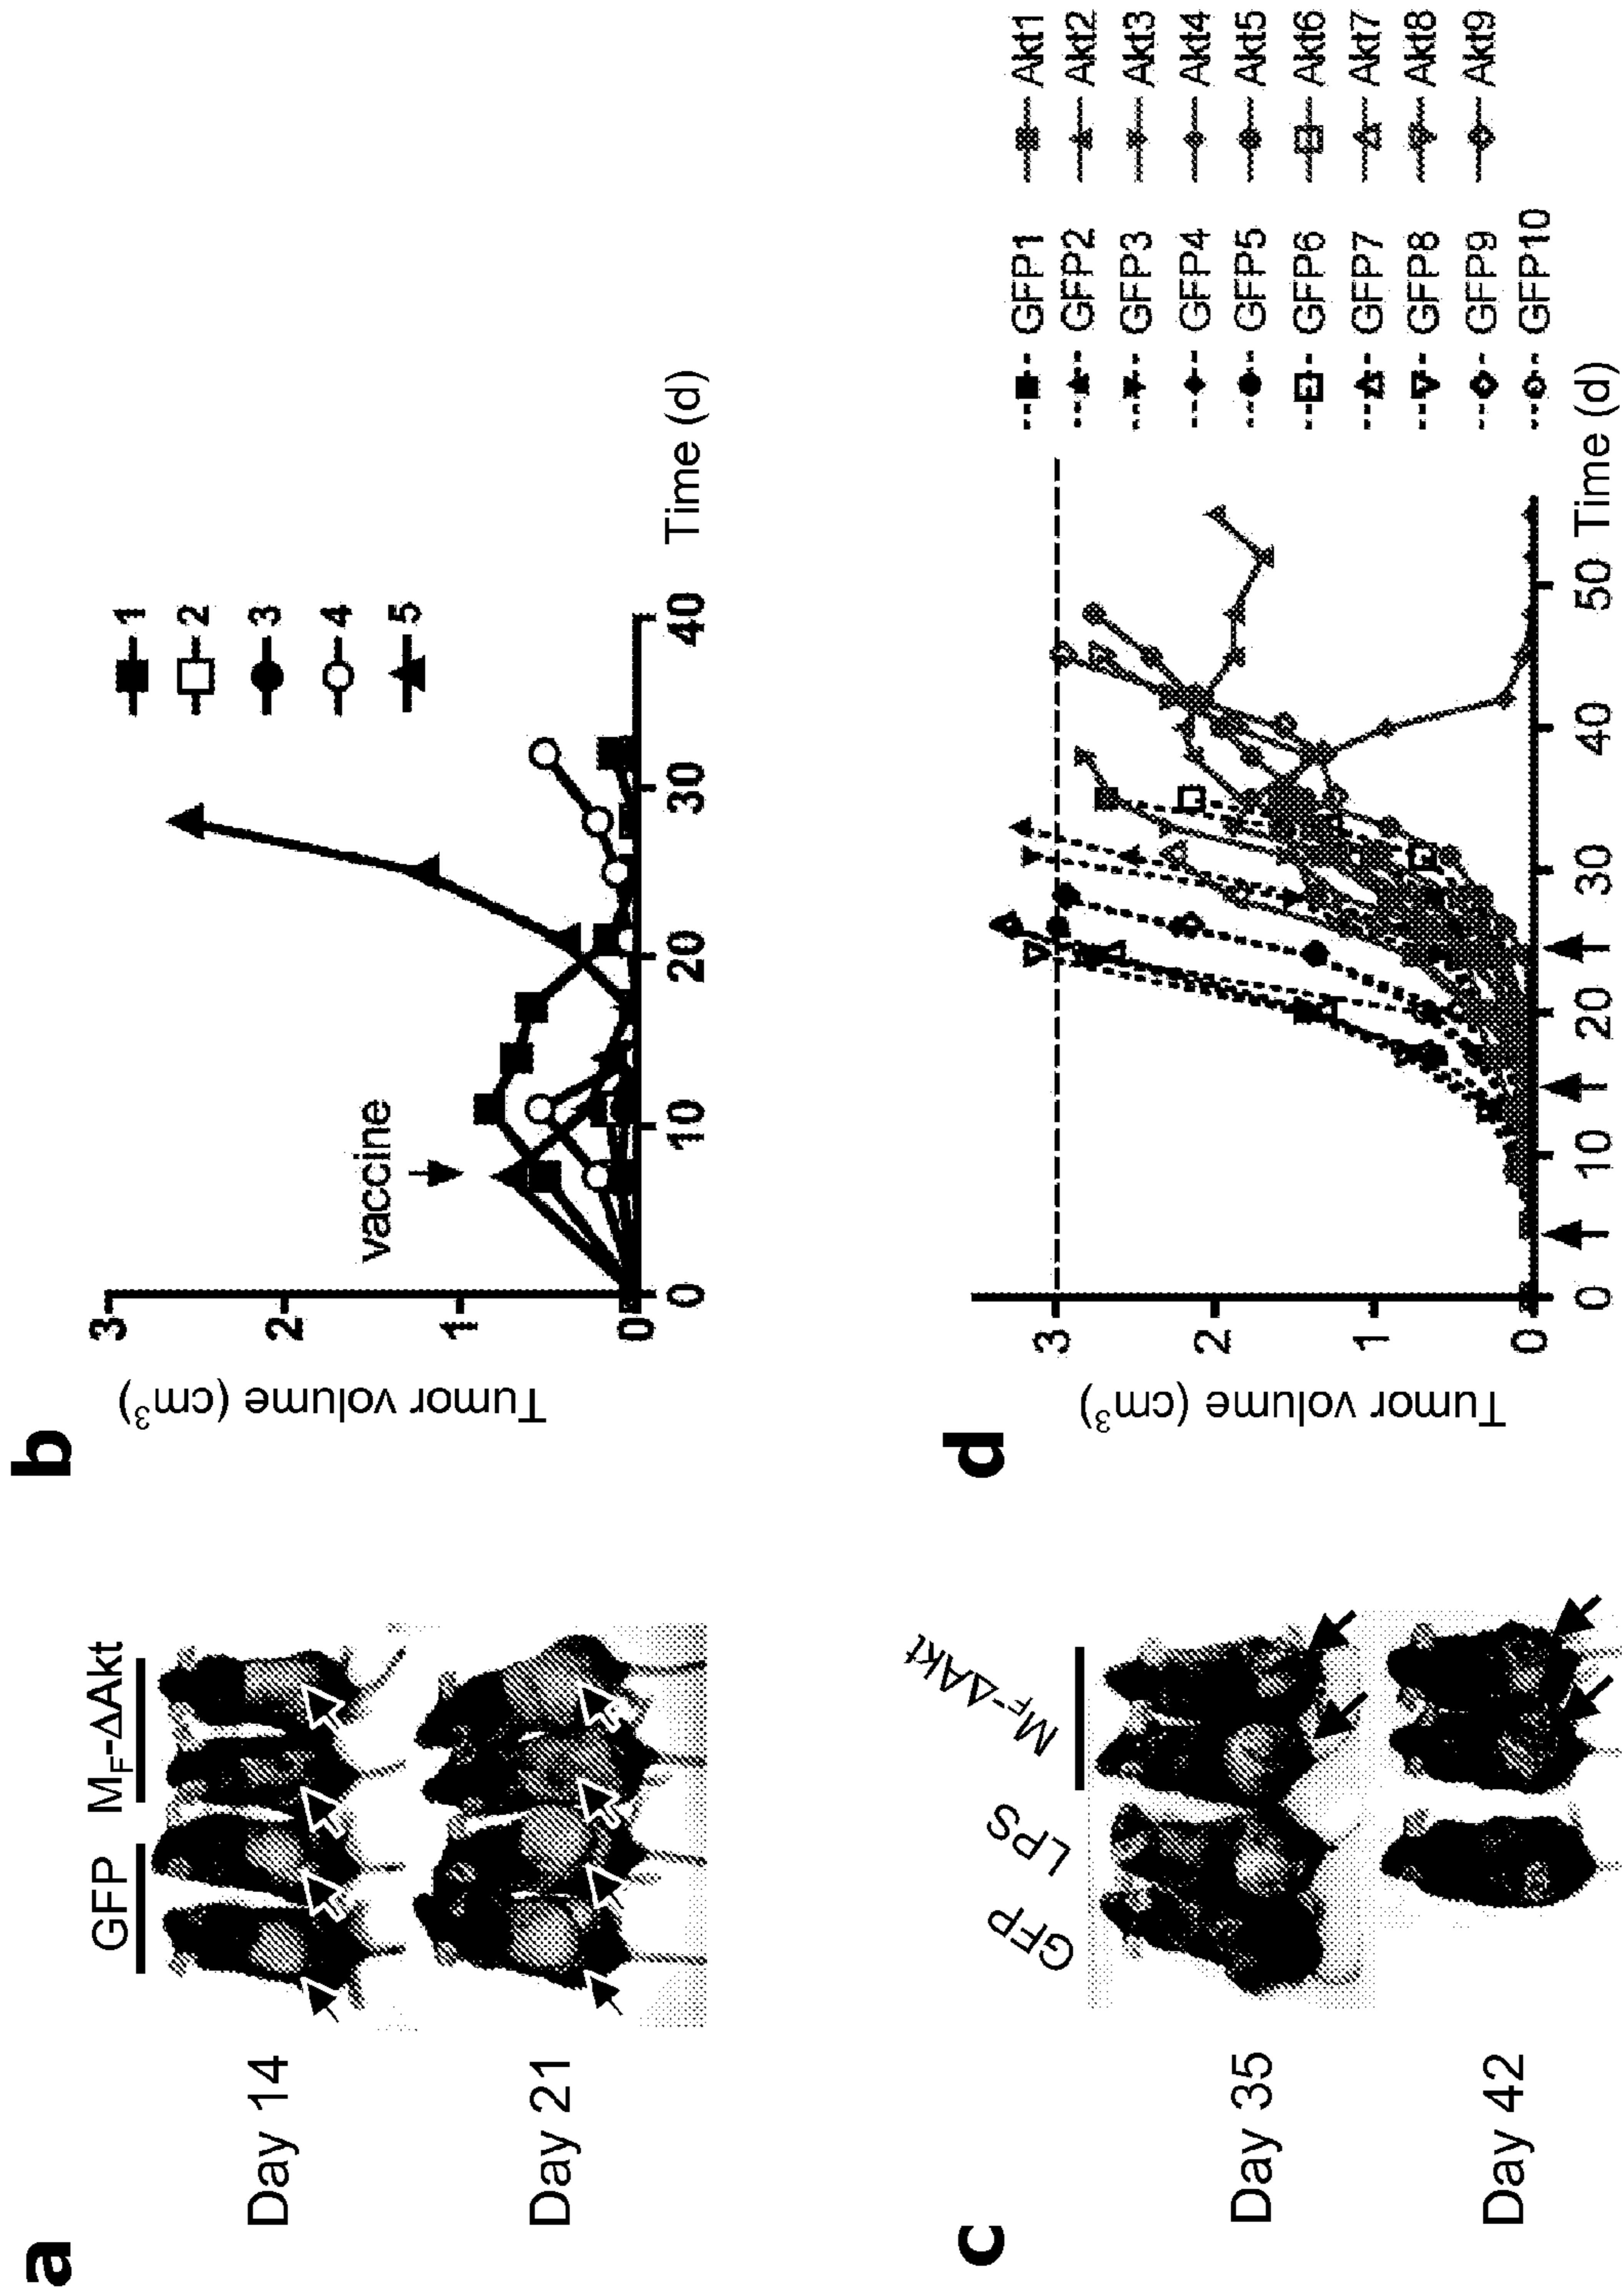 a
GFP
M_F-ΔAkt
Day 14
Day 21
b
Tumor volume (cm³)
3
2
1
0
vaccine
1
2
3
4
5
0
10
20
30
40
Time (d)
c
GFP
LPS
M_F-ΔAkt
Day 35
Day 42
d
Tumor volume (cm³)
3
2
1
0
0
10
20
30
40
50
Time (d)
GFP1
GFP2
GFP3
GFP4
GFP5
GFP6
GFP7
GFP8
GFP9
GFP10
Akt1
Akt2
Akt3
Akt4
Akt5
Akt6
Akt7
Akt8
Akt9